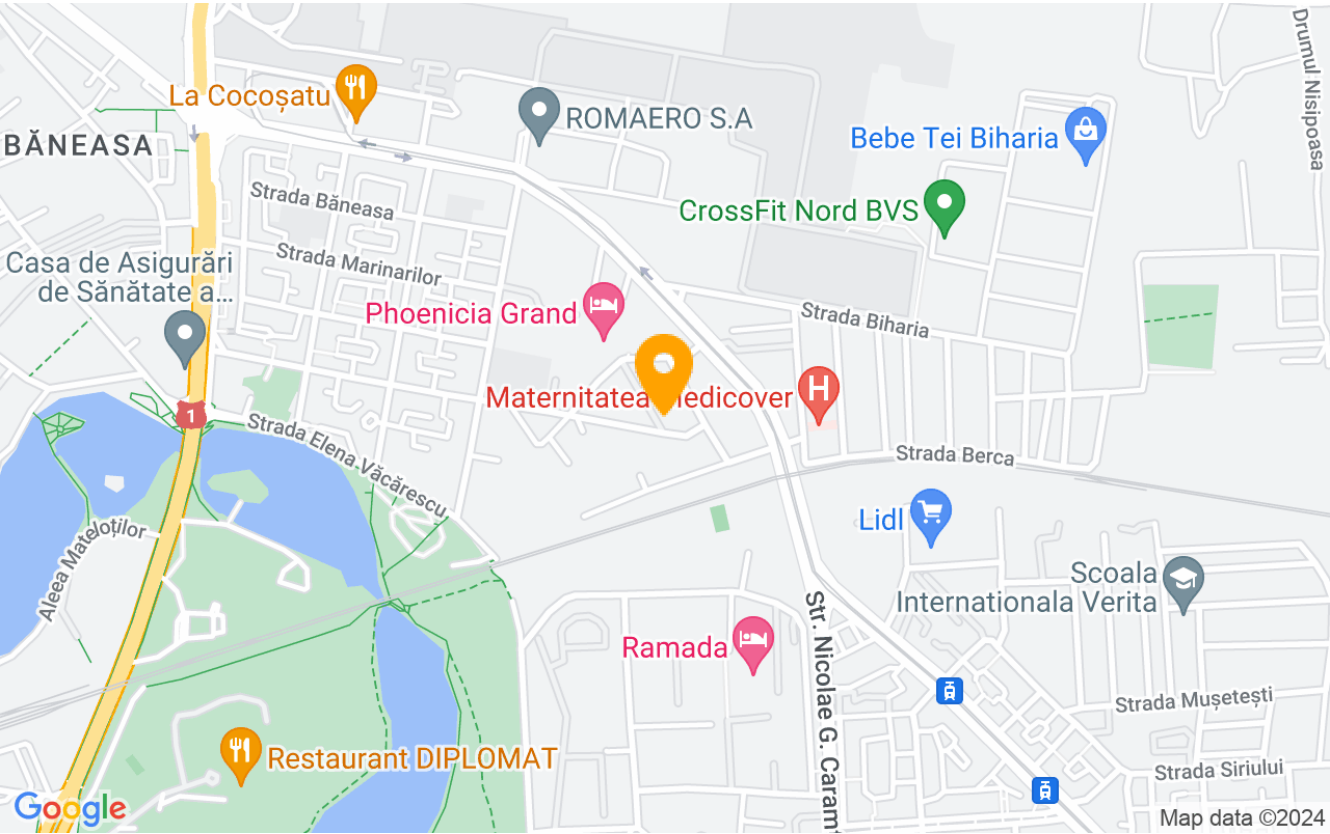 Drumul Nisipoasa
La Cocoșatu
ROMAERO S.A
Bebe Tei Biharia
BĂNEASA
Strada Băneasa
CrossFit Nord BVS
Casa de Asigurări
de Sănătate a...
Strada Marinarilor
Phoenicia Grand
Strada Biharia
Maternitatea
H
1
Strada Elena Văcărescu
Strada Berca
Lidl
Aleea Mateloților
Scoala
Internationala Verita
Str. Nicolae G. Caram
Ramada
Strada Mușetești
Restaurant DIPLOMAT
Strada Siriului
Google
Map data ©2024